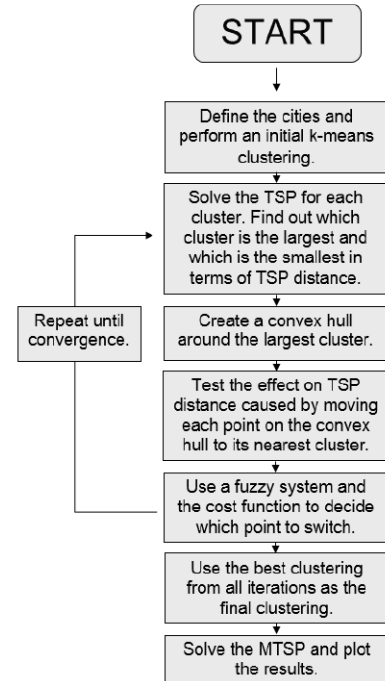 START
Define the cities and
perform an initial k-means
clustering.
Solve the TSP for each
cluster. Find out which
cluster is the largest and
which is the smallest in
terms of TSP distance.
Repeat until
convergence.
Create a convex hull
around the largest cluster.
Test the effect on TSP
distance caused by moving
each point on the convex
hull to its nearest cluster.
Use a fuzzy system and
the cost function to decide
which point to switch.
Use the best clustering
from all iterations as the
final clustering.
Solve the MTSP and plot
the results.